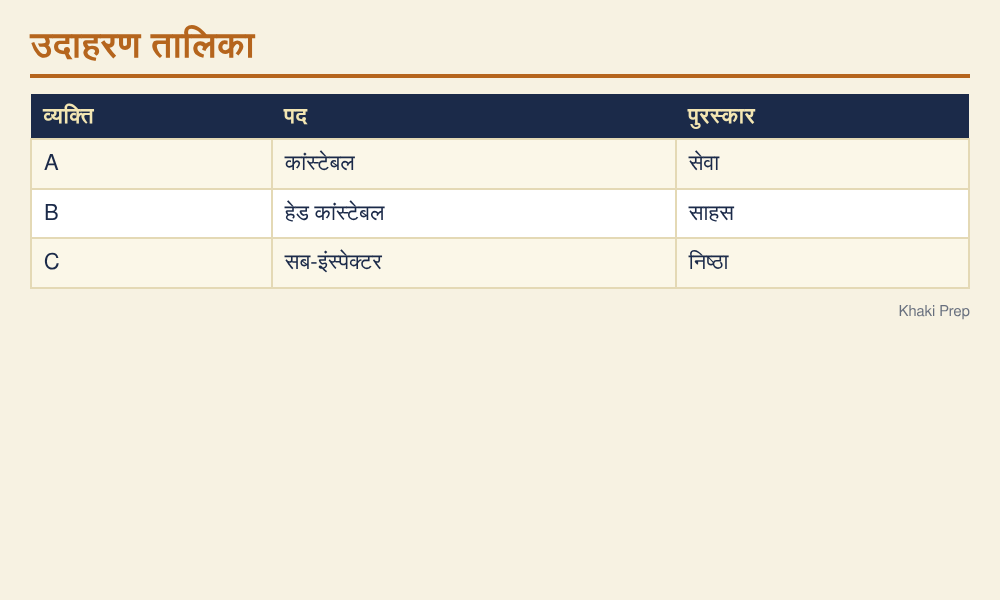 उदाहरण तालिका
व्यक्ति पद पुरस्कार
A कांस्टेबल सेवा
B हेड कांस्टेबल साहस
C सब-इंस्पेक्टर निष्ठा
Khaki Prep